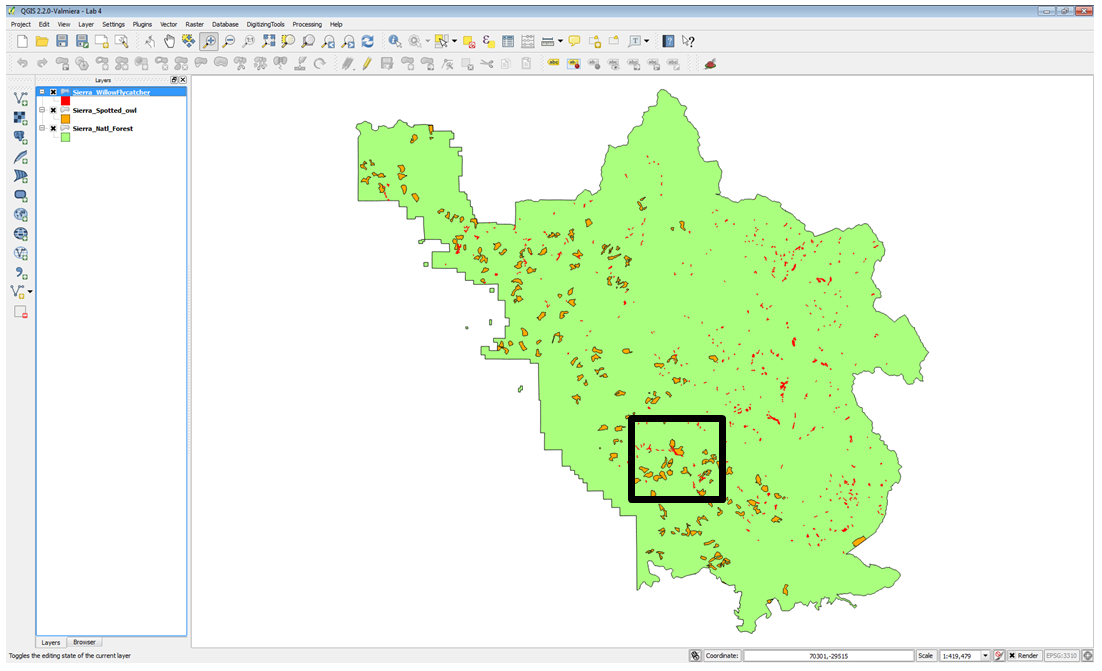 QGIS 2.2.0-Valmiera - Lab 4
Project Edit View Layer Settings Plugins Vector Raster Database DigitizingTools Processing Help
Layers
Sierra_WillowFlycatcher
Sierra_Spotted_owl
Sierra_Natl_Forest
Layers Browser
Toggles the editing state of the current layer
Coordinate: 70301,-29515 Scale 1:419,479 Render EPSG:3310